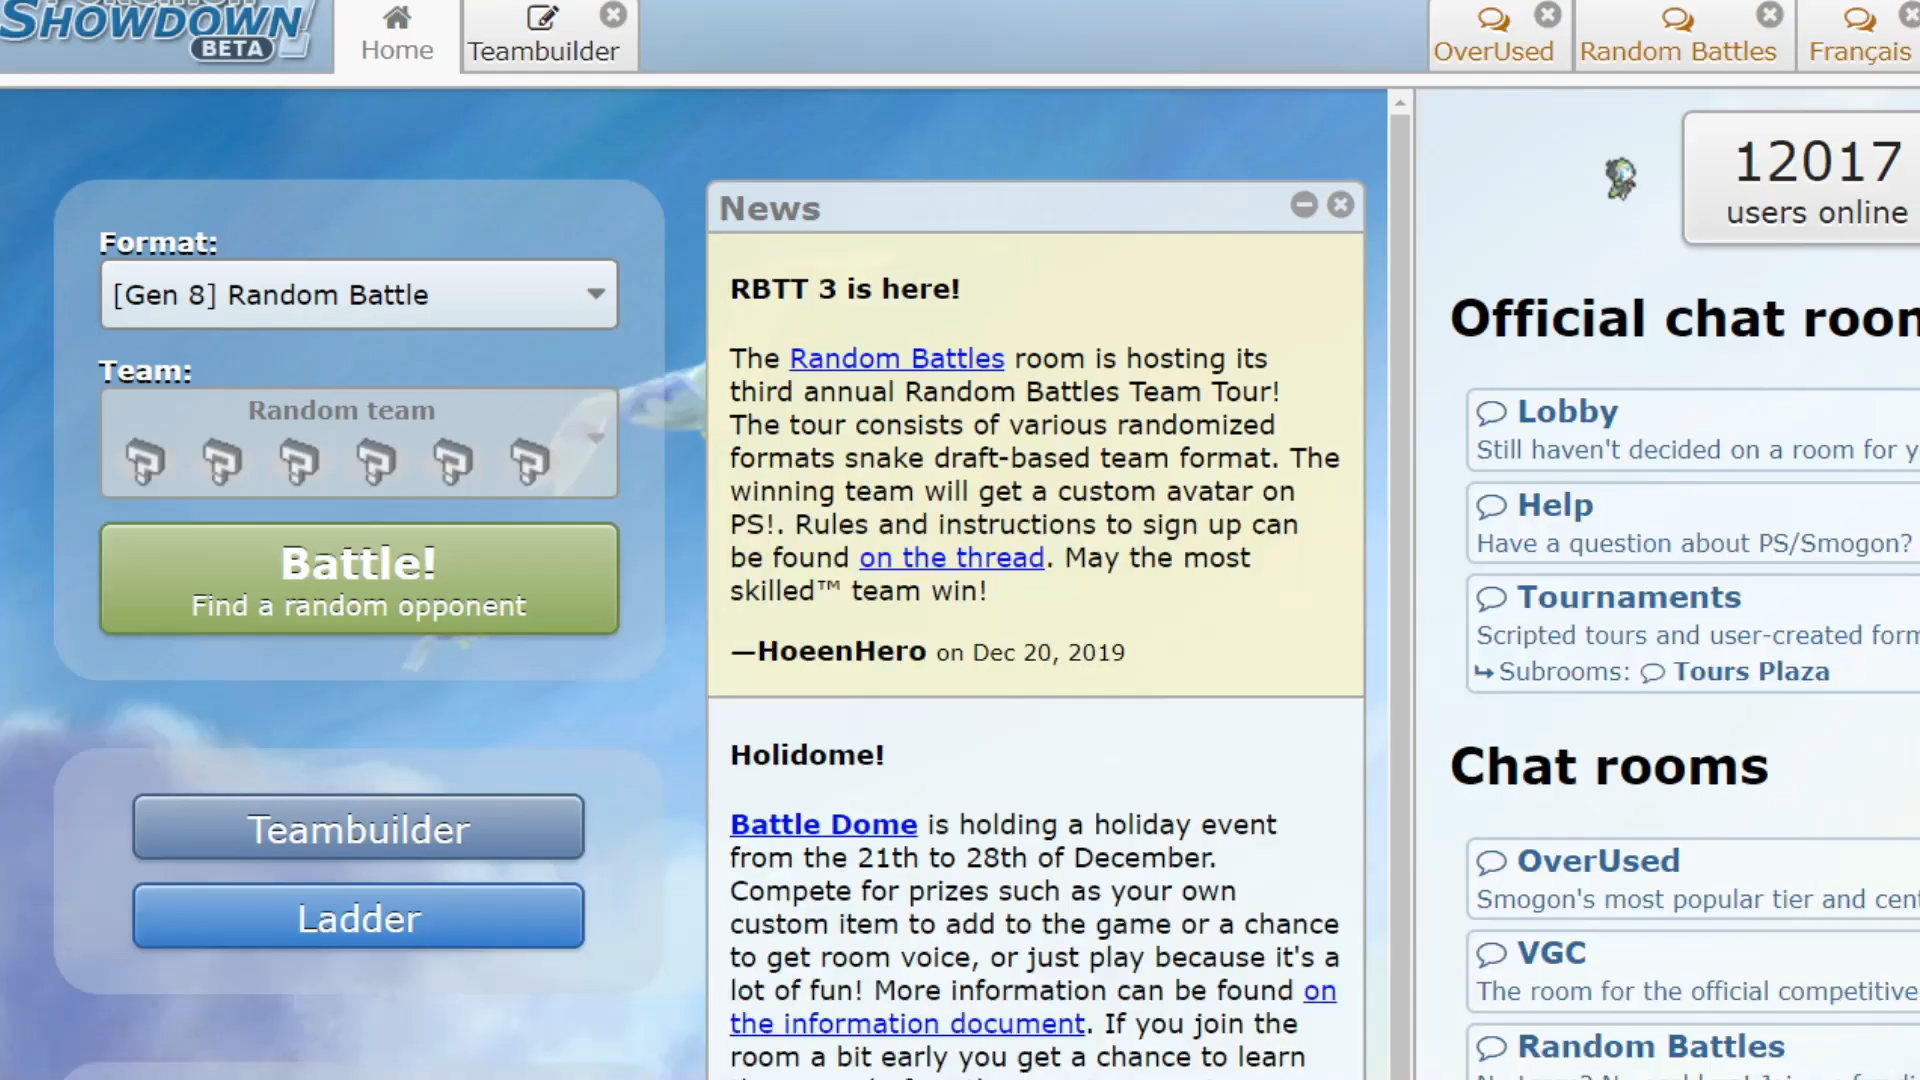 SHOWDOWN
BETA
Home
Teambuilder
OverUsed
Random Battles
Français
Format:
[Gen 8] Random Battle
Team:
Random team
Battle!
Find a random opponent
Teambuilder
Ladder
News
RBTT 3 is here!
The Random Battles room is hosting its
third annual Random Battles Team Tour!
The tour consists of various randomized
formats snake draft-based team format. The
winning team will get a custom avatar on
PS!. Rules and instructions to sign up can
be found on the thread. May the most
skilled™ team win!
—HoeenHero on Dec 20, 2019
Holidome!
Battle Dome is holding a holiday event
from the 21th to 28th of December.
Compete for prizes such as your own
custom item to add to the game or a chance
to get room voice, or just play because it's a
lot of fun! More information can be found on
the information document. If you join the
room a bit early you get a chance to learn
12017
users online
Official chat roo
Lobby
Still haven't decided on a room for y
Help
Have a question about PS/Smogon?
Tournaments
Scripted tours and user-created form
↪ Subrooms: Tours Plaza
Chat rooms
OverUsed
Smogon's most popular tier and cent
VGC
The room for the official competitive
Random Battles